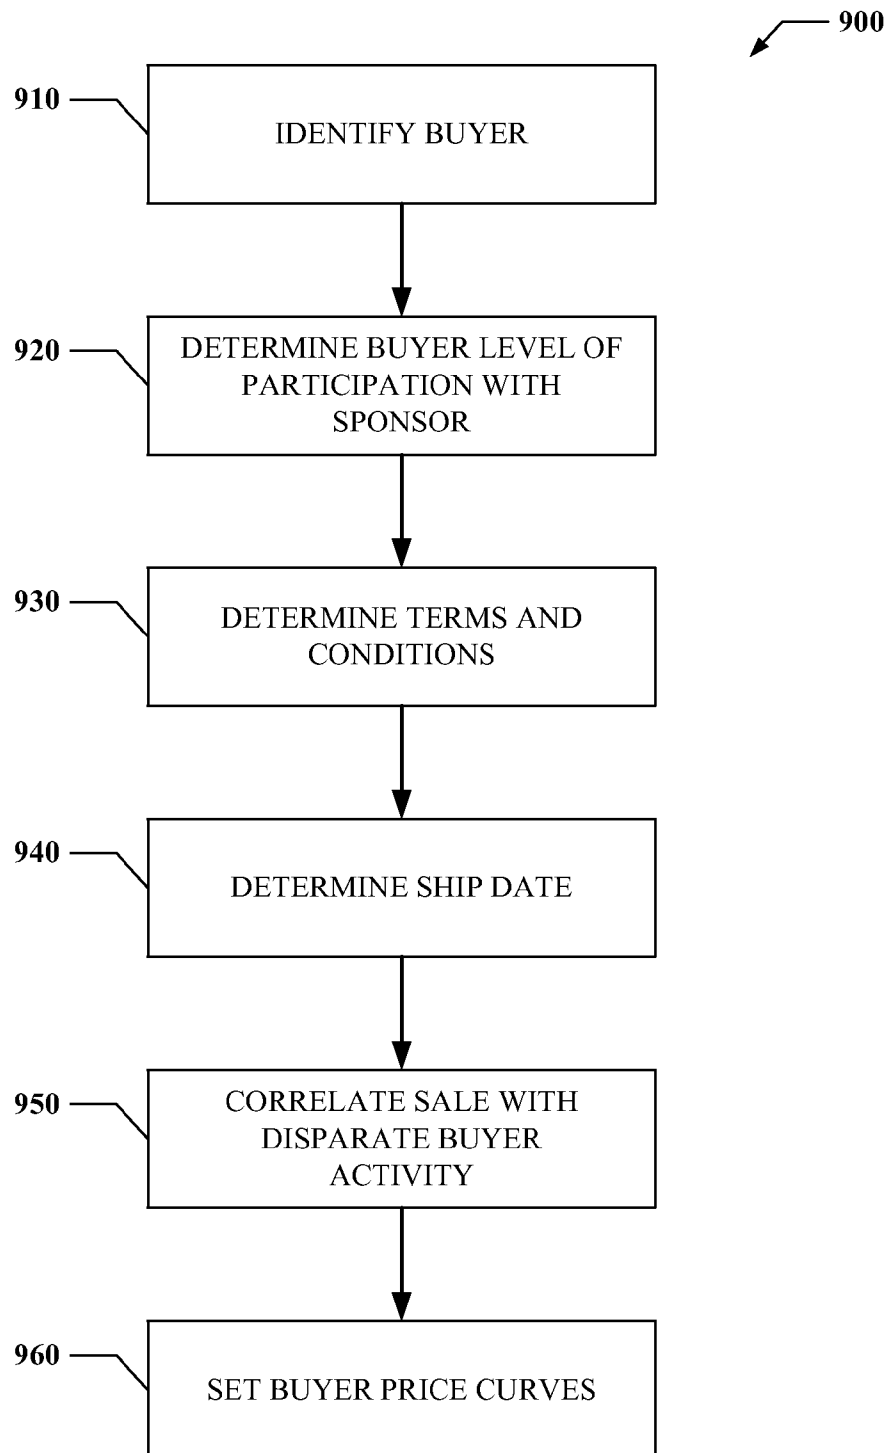 900
910
IDENTIFY BUYER
920
DETERMINE BUYER LEVEL OF
PARTICIPATION WITH
SPONSOR
930
DETERMINE TERMS AND
CONDITIONS
940
DETERMINE SHIP DATE
950
CORRELATE SALE WITH
DISPARATE BUYER
ACTIVITY
960
SET BUYER PRICE CURVES